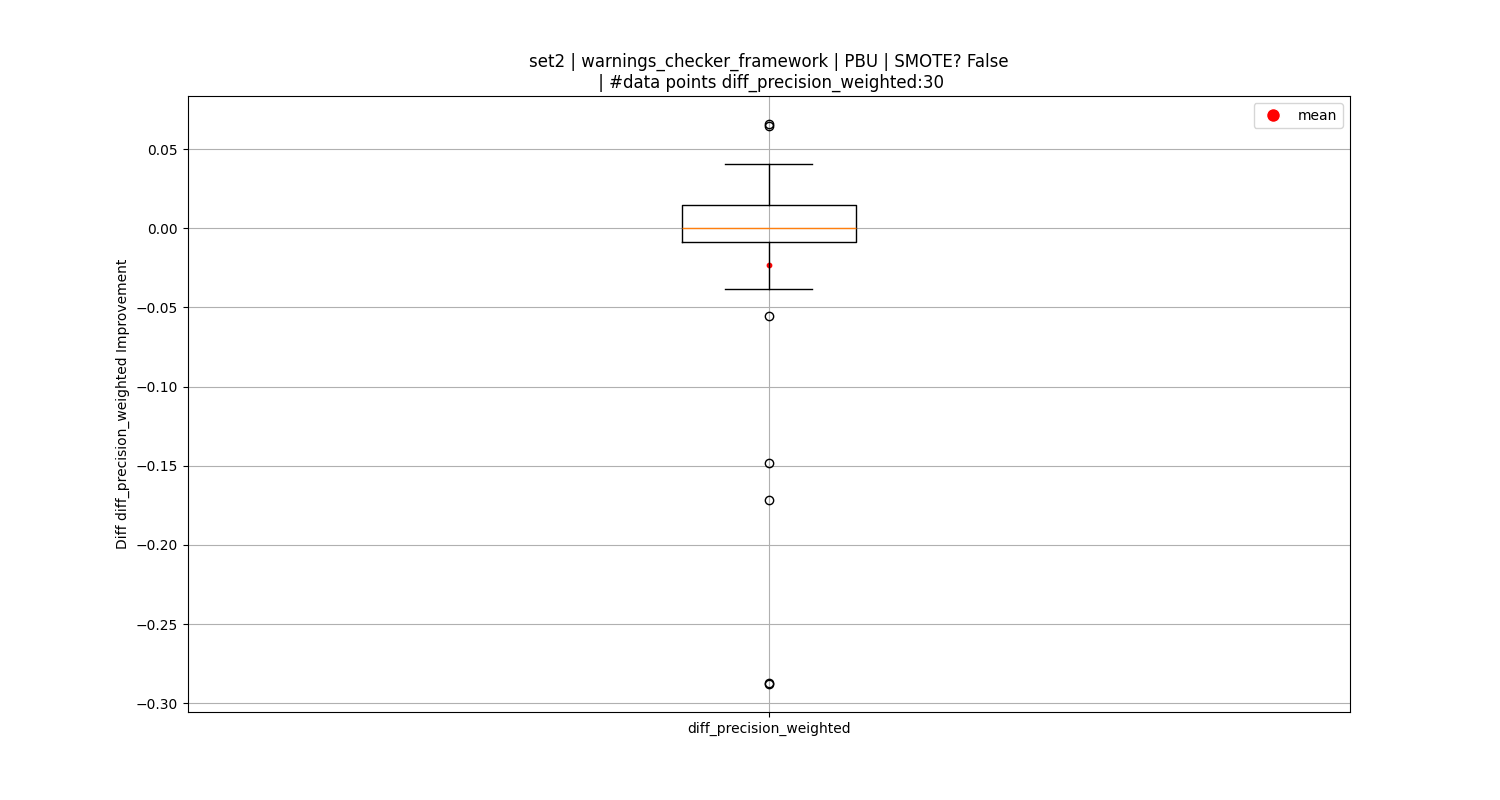 set2 | warnings_checker_framework | PBU | SMOTE? False
| #data points diff_precision_weighted:30
mean
0.05
0.00
−0.05
−0.10
−0.15
−0.20
−0.25
−0.30
Diff diff_precision_weighted Improvement
diff_precision_weighted